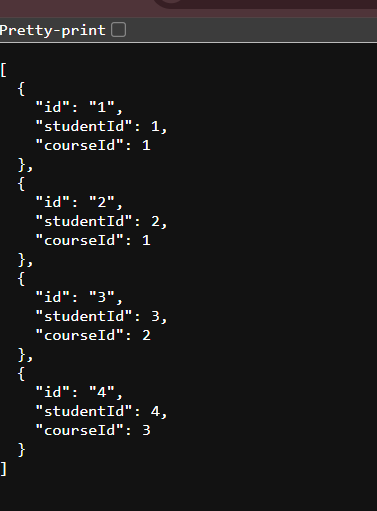 Pretty-print
[
  {
    "id": "1",
    "studentId": 1,
    "courseId": 1
  },
  {
    "id": "2",
    "studentId": 2,
    "courseId": 1
  },
  {
    "id": "3",
    "studentId": 3,
    "courseId": 2
  },
  {
    "id": "4",
    "studentId": 4,
    "courseId": 3
  }
]